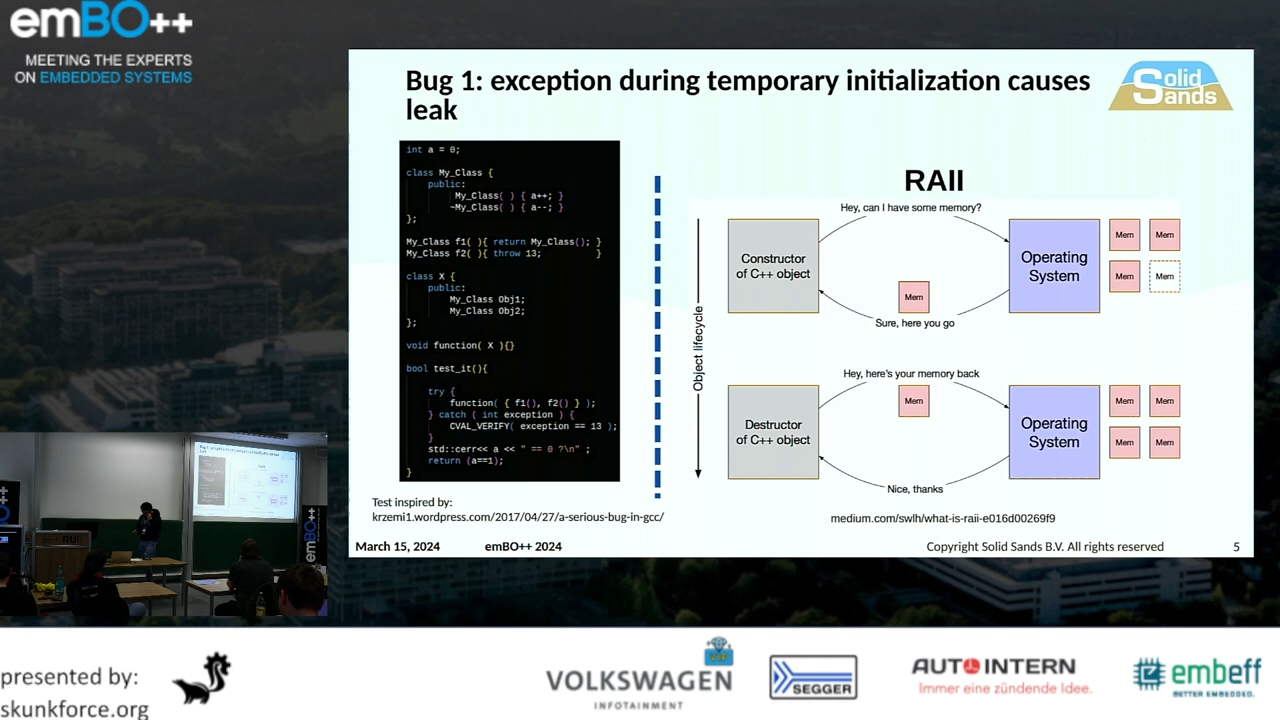 emBO++
MEETING THE EXPERTS
ON EMBEDDED SYSTEMS
Bug 1: exception during temporary initialization causes
leak
Solid
Sands
int a = 0;
class My_Class {
public:
My_Class( ) { a++; }
~My_Class( ) { a--; }
};
My_Class f1( ){ return My_Class(); }
My_Class f2( ){ throw 13; }
class X {
public:
My_Class Obj1;
My_Class Obj2;
};
void function( X ){}
bool test_it(){
try {
function( { f1(), f2() } );
} catch ( int exception ) {
CVAL_VERIFY( exception == 13 );
}
std::cerr<< a << " == 0 ?\n" ;
return (a==1);
}
Test inspired by:
krzemi1.wordpress.com/2017/04/27/a-serious-bug-in-gcc/
RAII
Object lifecycle
Hey, can I have some memory?
Constructor
of C++ object
Mem
Operating
System
Mem
Mem
Mem
Mem
Sure, here you go
Hey, here's your memory back
Destructor
of C++ object
Mem
Operating
System
Mem
Mem
Mem
Mem
Nice, thanks
medium.com/swlh/what-is-raii-e016d00269f9
March 15, 2024
emBO++ 2024
Copyright Solid Sands B.V. All rights reserved
5
RUB
emBO++
presented by:
skunkforce.org
VOLKSWAGEN
INFOTAINMENT
SEGGER
AUTOINTERN
Immer eine zündende Idee.
embeff
BETTER EMBEDDED.